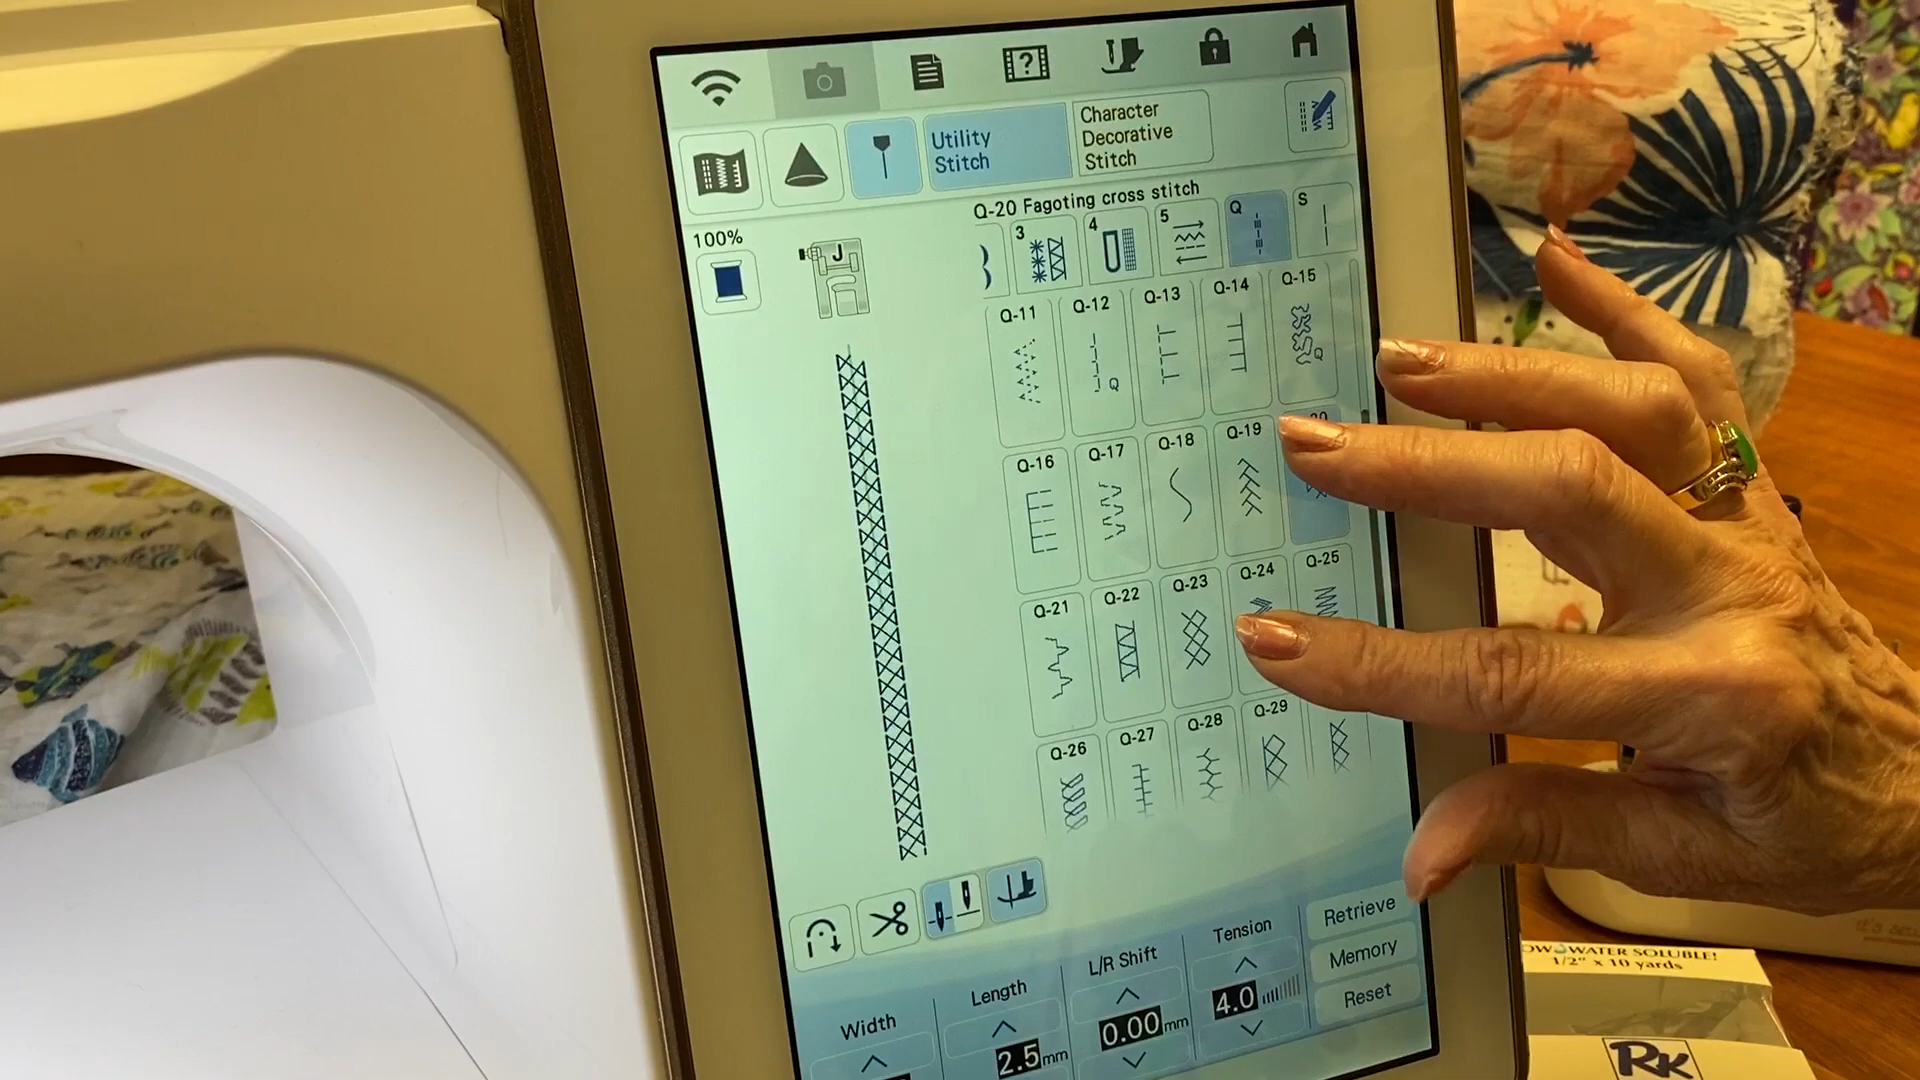 Utility
Stitch
Character
Decorative
Stitch
Q-20 Fagoting cross stitch
100%
J
3
4
5
Q
S
Q-11
Q-12
Q-13
Q-14
Q-15
Q
Q
Q-16
Q-17
Q-18
Q-19
20
Q-21
Q-22
Q-23
Q-24
Q-25
Q-26
Q-27
Q-28
Q-29
Width
Length
2.5mm
L/R Shift
0.00mm
Tension
4.0
Retrieve
Memory
Reset
WATER SOLUBLE!
1/2" x 10 yards
RK
it's